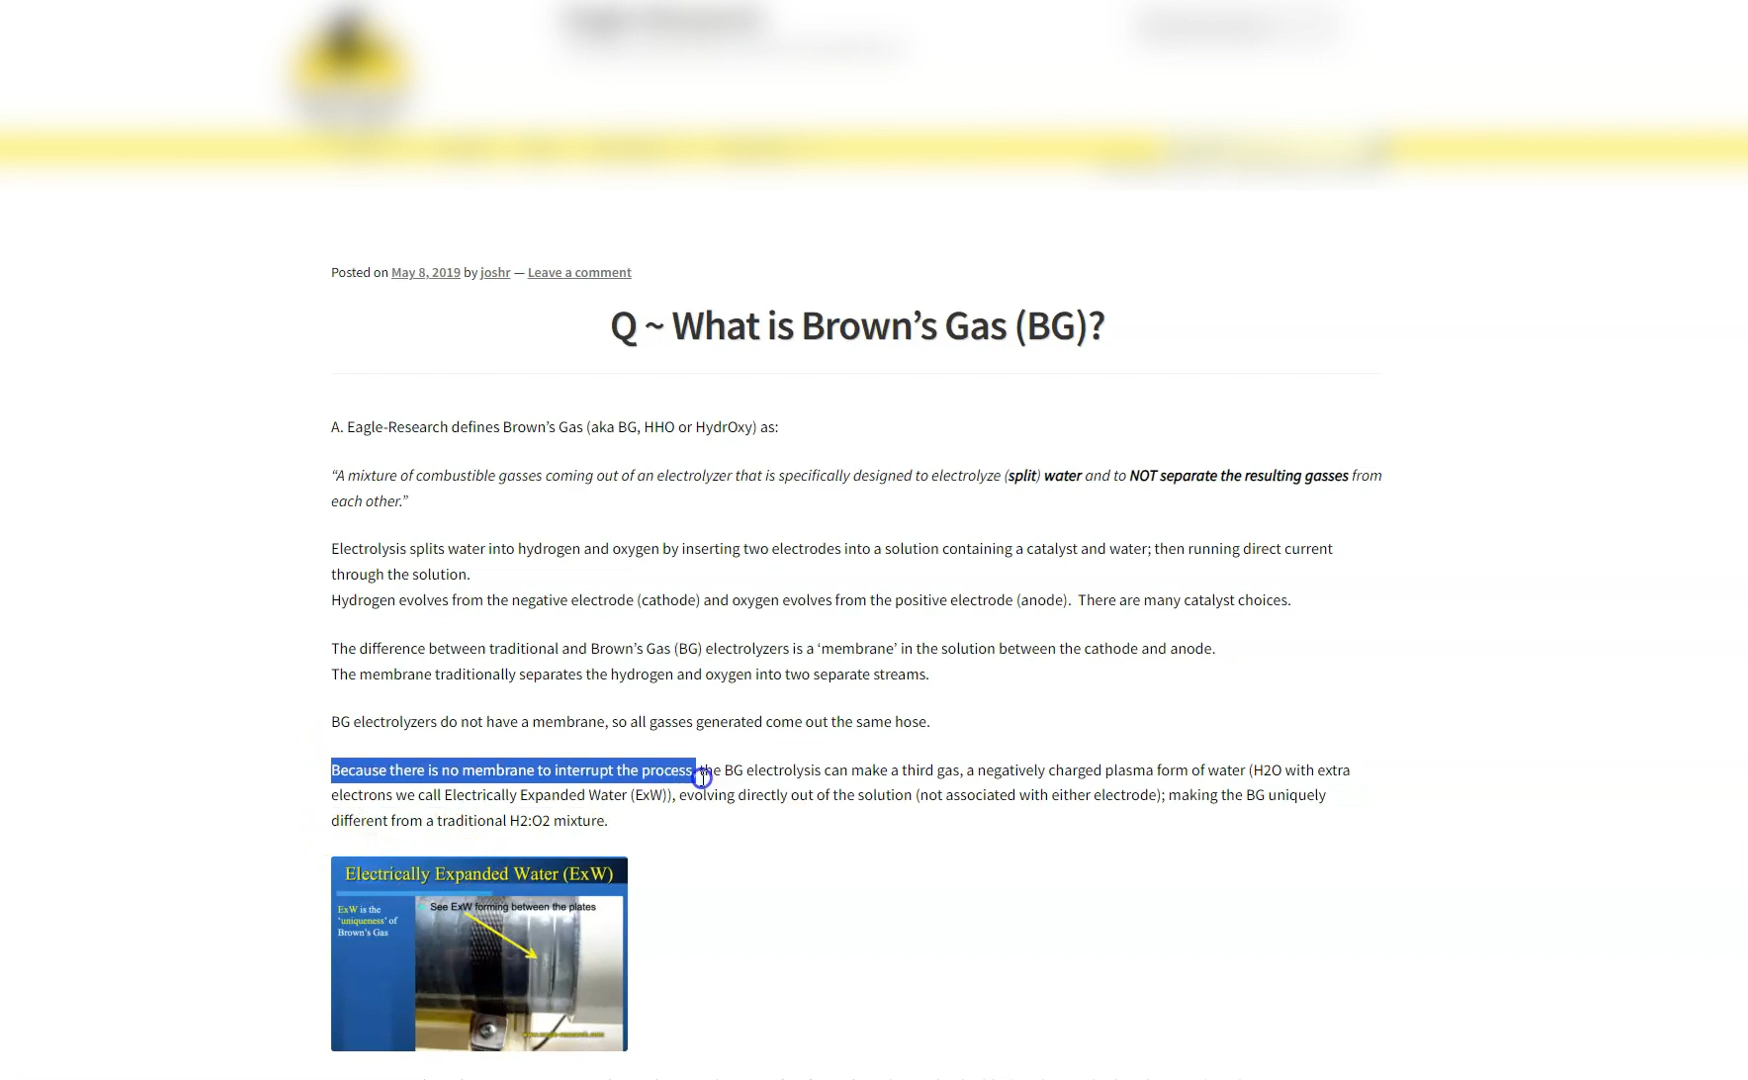 Posted on May 8, 2019 by joshr — Leave a comment
Q ~ What is Brown’s Gas (BG)?
A. Eagle-Research defines Brown’s Gas (aka BG, HHO or HydrOxy) as:
“A mixture of combustible gasses coming out of an electrolyzer that is specifically designed to electrolyze (split) water and to NOT separate the resulting gasses from
each other.”
Electrolysis splits water into hydrogen and oxygen by inserting two electrodes into a solution containing a catalyst and water; then running direct current
through the solution.
Hydrogen evolves from the negative electrode (cathode) and oxygen evolves from the positive electrode (anode).  There are many catalyst choices.
The difference between traditional and Brown’s Gas (BG) electrolyzers is a ‘membrane’ in the solution between the cathode and anode.
The membrane traditionally separates the hydrogen and oxygen into two separate streams.
BG electrolyzers do not have a membrane, so all gasses generated come out the same hose.
Because there is no membrane to interrupt the process, the BG electrolysis can make a third gas, a negatively charged plasma form of water (H2O with extra
electrons we call Electrically Expanded Water (ExW)), evolving directly out of the solution (not associated with either electrode); making the BG uniquely
different from a traditional H2:O2 mixture.
Electrically Expanded Water (ExW)
ExW is the
‘uniqueness’ of
Brown’s Gas
See ExW forming between the plates